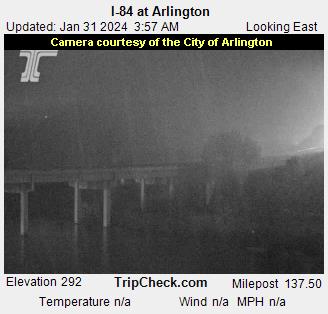 I-84 at Arlington
Updated: Jan 31 2024 3:57 AM Looking East
Camera courtesy of the City of Arlington
Elevation 292 TripCheck.com Milepost 137.50
Temperature n/a Wind n/a MPH n/a